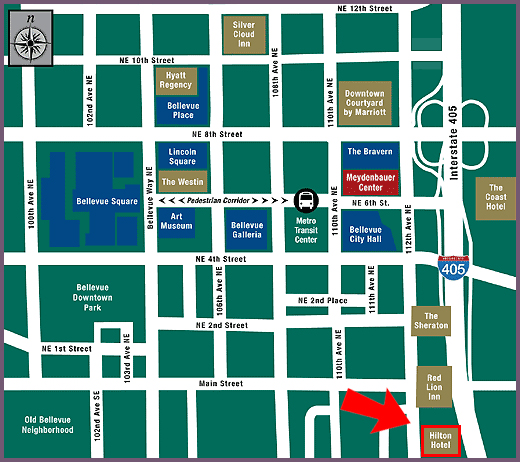 n
NE 12th Street
Silver
Cloud
Inn
NE 10th Street
102nd Ave NE
108th Ave NE
110th Ave NE
Hyatt
Regency
Bellevue
Place
Downtown
Courtyard
by Marriott
Interstate 405
NE 8th Street
100th Ave NE
Bellevue Square
Bellevue Way NE
Lincoln
Square
The Westin
Pedestrian Corridor
The Bravern
Meydenbauer
Center
NE 6th St.
The
Coast
Hotel
Art
Museum
Bellevue
Galleria
Metro
Transit
Center
110th Ave NE
Bellevue
City Hall
112th Ave NE
NE 4th Street
INTERSTATE
405
Bellevue
Downtown
Park
106th Ave NE
NE 2nd Place
111th Ave NE
NE 2nd Street
The
Sheraton
NE 1st Street
103rd Ave NE
110th Ave NE
Main Street
Red
Lion
Inn
Old Bellevue
Neighborhood
102nd Ave SE
Hilton
Hotel